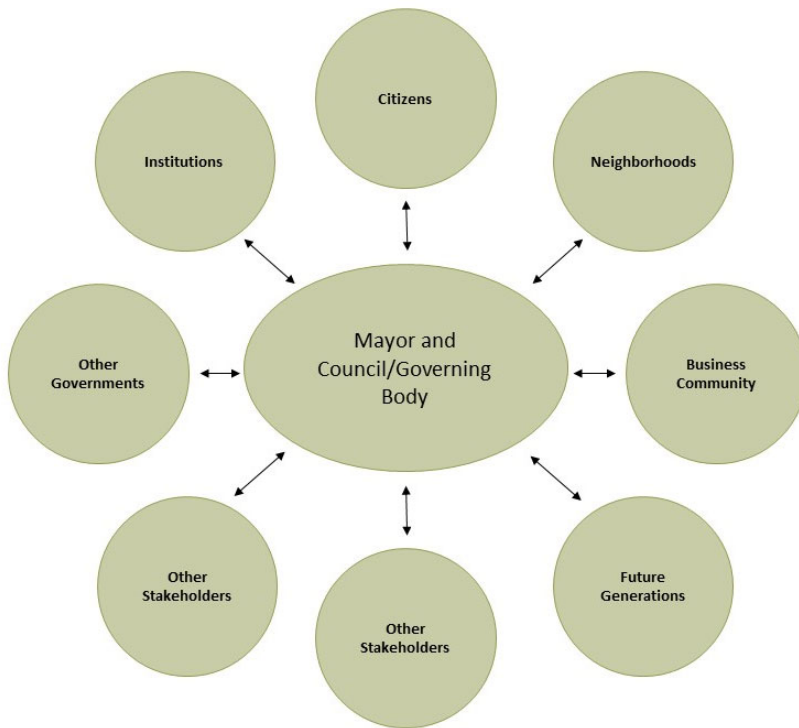 Citizens
Institutions
Neighborhoods
Mayor and
Council/Governing
Body
Other
Governments
Business
Community
Other
Stakeholders
Other
Stakeholders
Future
Generations